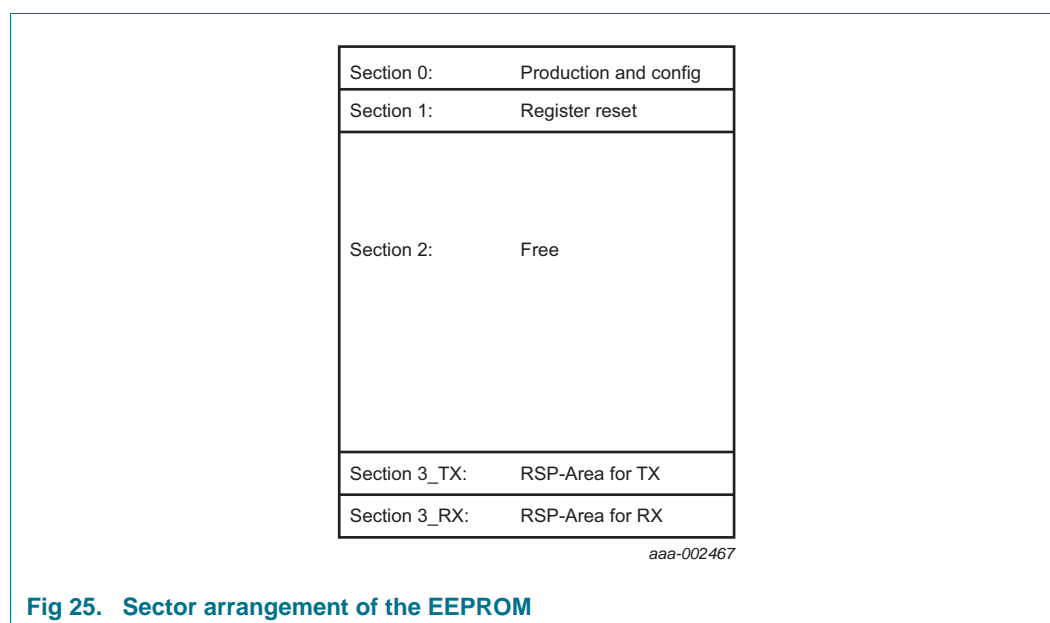 Section 0: Production and config
Section 1: Register reset
Section 2: Free
Section 3_TX: RSP-Area for TX
Section 3_RX: RSP-Area for RX
aaa-002467
Fig 25. Sector arrangement of the EEPROM